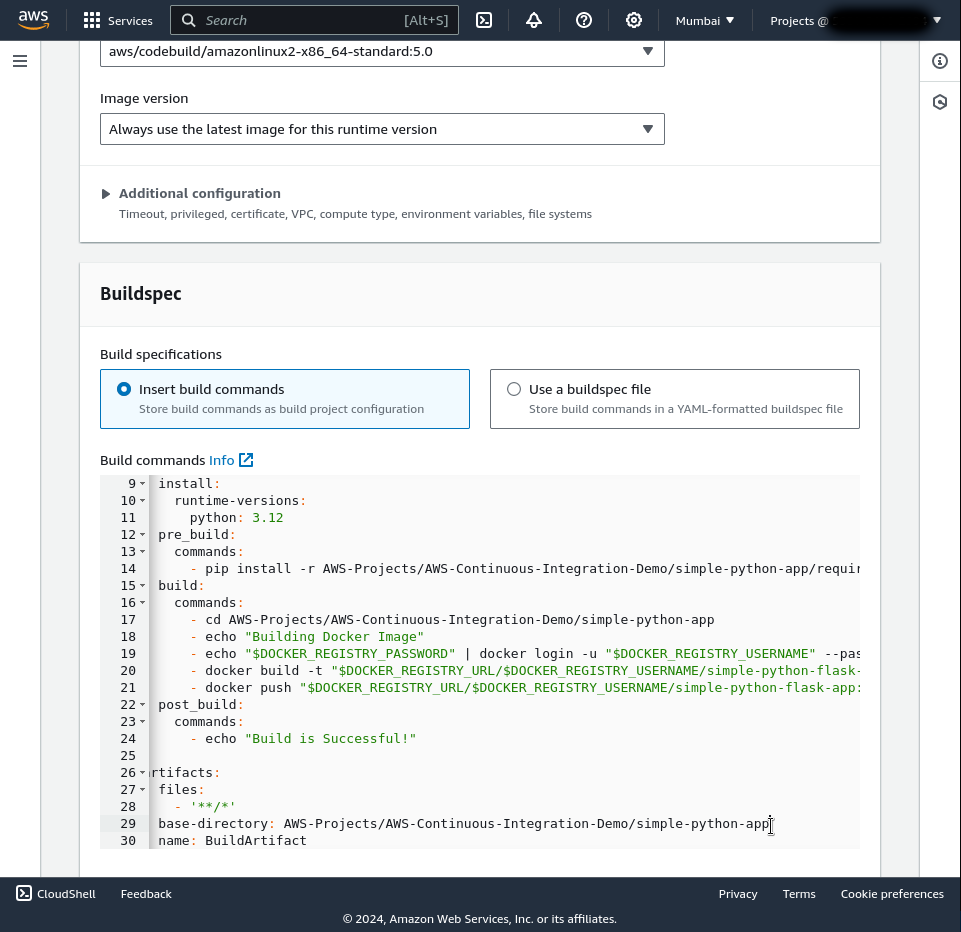 aws
Services
Search
[Alt+S]
Mumbai
Projects @
aws/codebuild/amazonlinux2-x86_64-standard:5.0
Image version
Always use the latest image for this runtime version
Additional configuration
Timeout, privileged, certificate, VPC, compute type, environment variables, file systems
Buildspec
Build specifications
Insert build commands
Store build commands as build project configuration
Use a buildspec file
Store build commands in a YAML-formatted buildspec file
Build commands Info
9 install:
10 runtime-versions:
11 python: 3.12
12 pre_build:
13 commands:
14 - pip install -r AWS-Projects/AWS-Continuous-Integration-Demo/simple-python-app/requir
15 build:
16 commands:
17 - cd AWS-Projects/AWS-Continuous-Integration-Demo/simple-python-app
18 - echo "Building Docker Image"
19 - echo "$DOCKER_REGISTRY_PASSWORD" | docker login -u "$DOCKER_REGISTRY_USERNAME" --pas
20 - docker build -t "$DOCKER_REGISTRY_URL/$DOCKER_REGISTRY_USERNAME/simple-python-flask-
21 - docker push "$DOCKER_REGISTRY_URL/$DOCKER_REGISTRY_USERNAME/simple-python-flask-app:
22 post_build:
23 commands:
24 - echo "Build is Successful!"
25
26 rtifacts:
27 files:
28 - '**/*'
29 base-directory: AWS-Projects/AWS-Continuous-Integration-Demo/simple-python-app
30 name: BuildArtifact
CloudShell
Feedback
Privacy
Terms
Cookie preferences
© 2024, Amazon Web Services, Inc. or its affiliates.